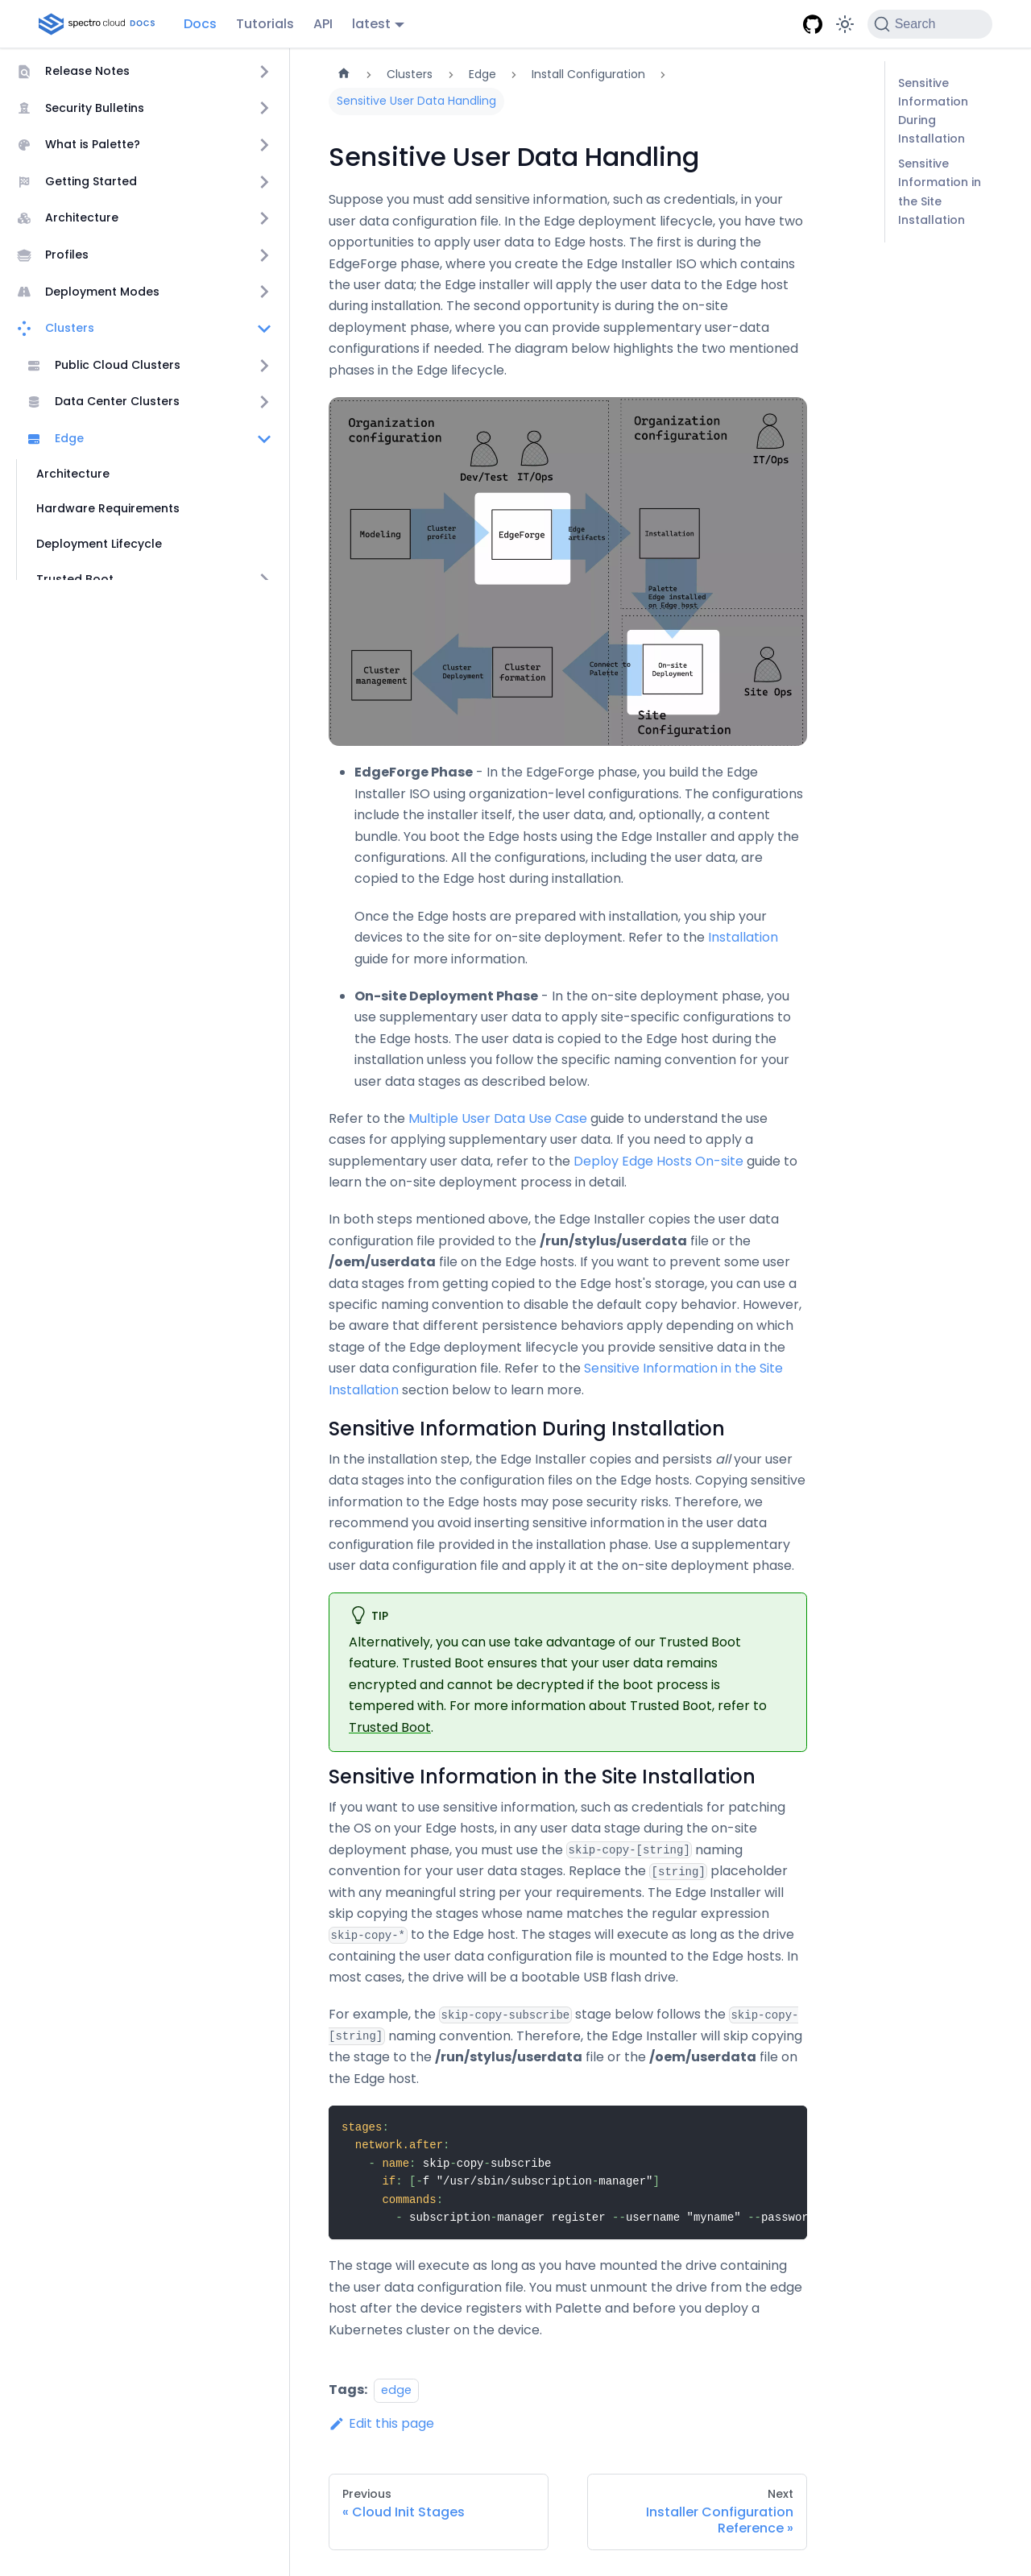 spectro cloud DOCS
Docs
Tutorials
API
latest
Search
Release Notes
Security Bulletins
What is Palette?
Getting Started
Architecture
Profiles
Deployment Modes
Clusters
Public Cloud Clusters
Data Center Clusters
Edge
Architecture
Hardware Requirements
Deployment Lifecycle
Trusted Boot
Clusters
Edge
Install Configuration
Sensitive User Data Handling
Sensitive User Data Handling
Suppose you must add sensitive information, such as credentials, in your
user data configuration file. In the Edge deployment lifecycle, you have two
opportunities to apply user data to Edge hosts. The first is during the
EdgeForge phase, where you create the Edge Installer ISO which contains
the user data; the Edge installer will apply the user data to the Edge host
during installation. The second opportunity is during the on-site
deployment phase, where you can provide supplementary user-data
configurations if needed. The diagram below highlights the two mentioned
phases in the Edge lifecycle.
Organization
configuration
Dev/Test
IT/Ops
Organization
configuration
IT/Ops
Modeling
Cluster
profile
EdgeForge
Edge
artifacts
Installation
Palette
Edge installed
on Edge host
Cluster
management
Cluster
Deployment
Cluster
formation
Connect to
Palette
On-site
Deployment
Site Ops
Site
Configuration
• EdgeForge Phase - In the EdgeForge phase, you build the Edge
Installer ISO using organization-level configurations. The configurations
include the installer itself, the user data, and, optionally, a content
bundle. You boot the Edge hosts using the Edge Installer and apply the
configurations. All the configurations, including the user data, are
copied to the Edge host during installation.
Once the Edge hosts are prepared with installation, you ship your
devices to the site for on-site deployment. Refer to the Installation
guide for more information.
• On-site Deployment Phase - In the on-site deployment phase, you
use supplementary user data to apply site-specific configurations to
the Edge hosts. The user data is copied to the Edge host during the
installation unless you follow the specific naming convention for your
user data stages as described below.
Refer to the Multiple User Data Use Case guide to understand the use
cases for applying supplementary user data. If you need to apply a
supplementary user data, refer to the Deploy Edge Hosts On-site guide to
learn the on-site deployment process in detail.
In both steps mentioned above, the Edge Installer copies the user data
configuration file provided to the /run/stylus/userdata file or the
/oem/userdata file on the Edge hosts. If you want to prevent some user
data stages from getting copied to the Edge host's storage, you can use a
specific naming convention to disable the default copy behavior. However,
be aware that different persistence behaviors apply depending on which
stage of the Edge deployment lifecycle you provide sensitive data in the
user data configuration file. Refer to the Sensitive Information in the Site
Installation section below to learn more.
Sensitive Information During Installation
In the installation step, the Edge Installer copies and persists all your user
data stages into the configuration files on the Edge hosts. Copying sensitive
information to the Edge hosts may pose security risks. Therefore, we
recommend you avoid inserting sensitive information in the user data
configuration file provided in the installation phase. Use a supplementary
user data configuration file and apply it at the on-site deployment phase.
TIP
Alternatively, you can use take advantage of our Trusted Boot
feature. Trusted Boot ensures that your user data remains
encrypted and cannot be decrypted if the boot process is
tempered with. For more information about Trusted Boot, refer to
Trusted Boot.
Sensitive Information in the Site Installation
If you want to use sensitive information, such as credentials for patching
the OS on your Edge hosts, in any user data stage during the on-site
deployment phase, you must use the skip-copy-[string] naming
convention for your user data stages. Replace the [string] placeholder
with any meaningful string per your requirements. The Edge Installer will
skip copying the stages whose name matches the regular expression
skip-copy-* to the Edge host. The stages will execute as long as the drive
containing the user data configuration file is mounted to the Edge hosts. In
most cases, the drive will be a bootable USB flash drive.
For example, the skip-copy-subscribe stage below follows the skip-copy-
[string] naming convention. Therefore, the Edge Installer will skip copying
the stage to the /run/stylus/userdata file or the /oem/userdata file on
the Edge host.
stages:
network.after:
- name: skip-copy-subscribe
if: [-f "/usr/sbin/subscription-manager"]
commands:
- subscription-manager register --username "myname" --passwor
The stage will execute as long as you have mounted the drive containing
the user data configuration file. You must unmount the drive from the edge
host after the device registers with Palette and before you deploy a
Kubernetes cluster on the device.
Tags: edge
Edit this page
Previous
« Cloud Init Stages
Next
Installer Configuration
Reference »
Sensitive
Information
During
Installation
Sensitive
Information in
the Site
Installation